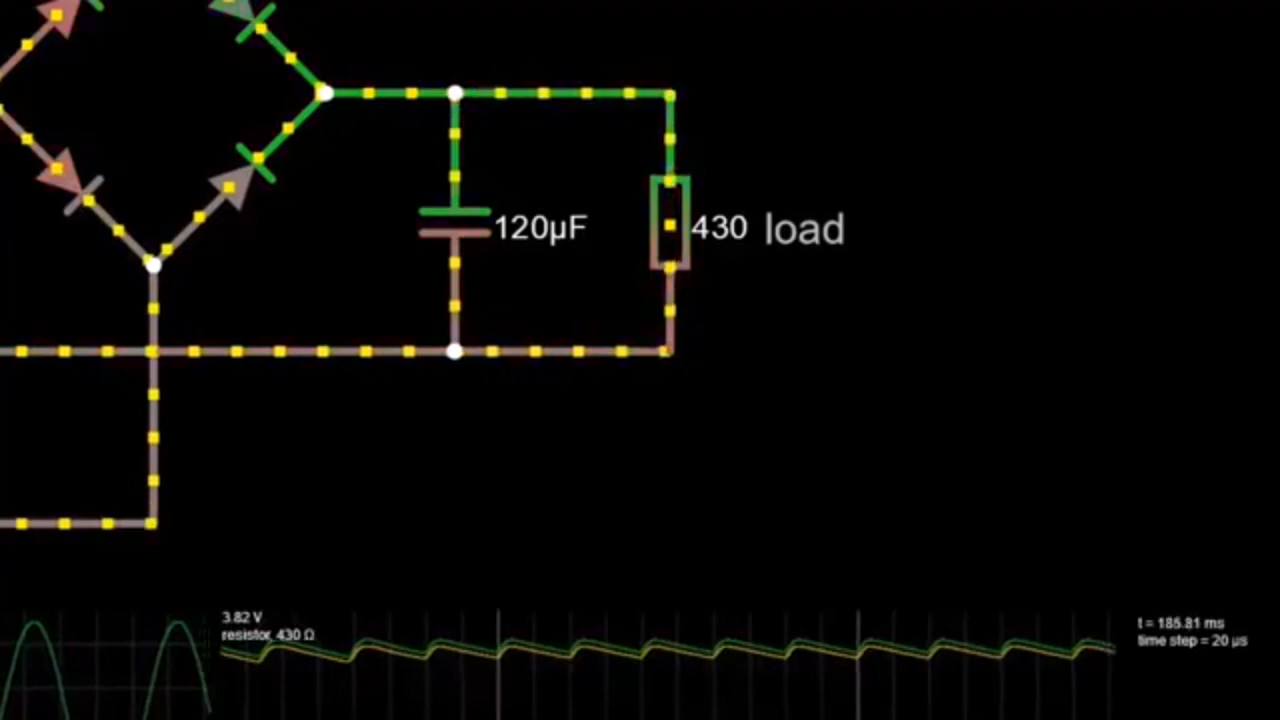 120µF
430 load
3.82 V
resistor, 430 Ω
t = 185.81 ms
time step = 20 µs